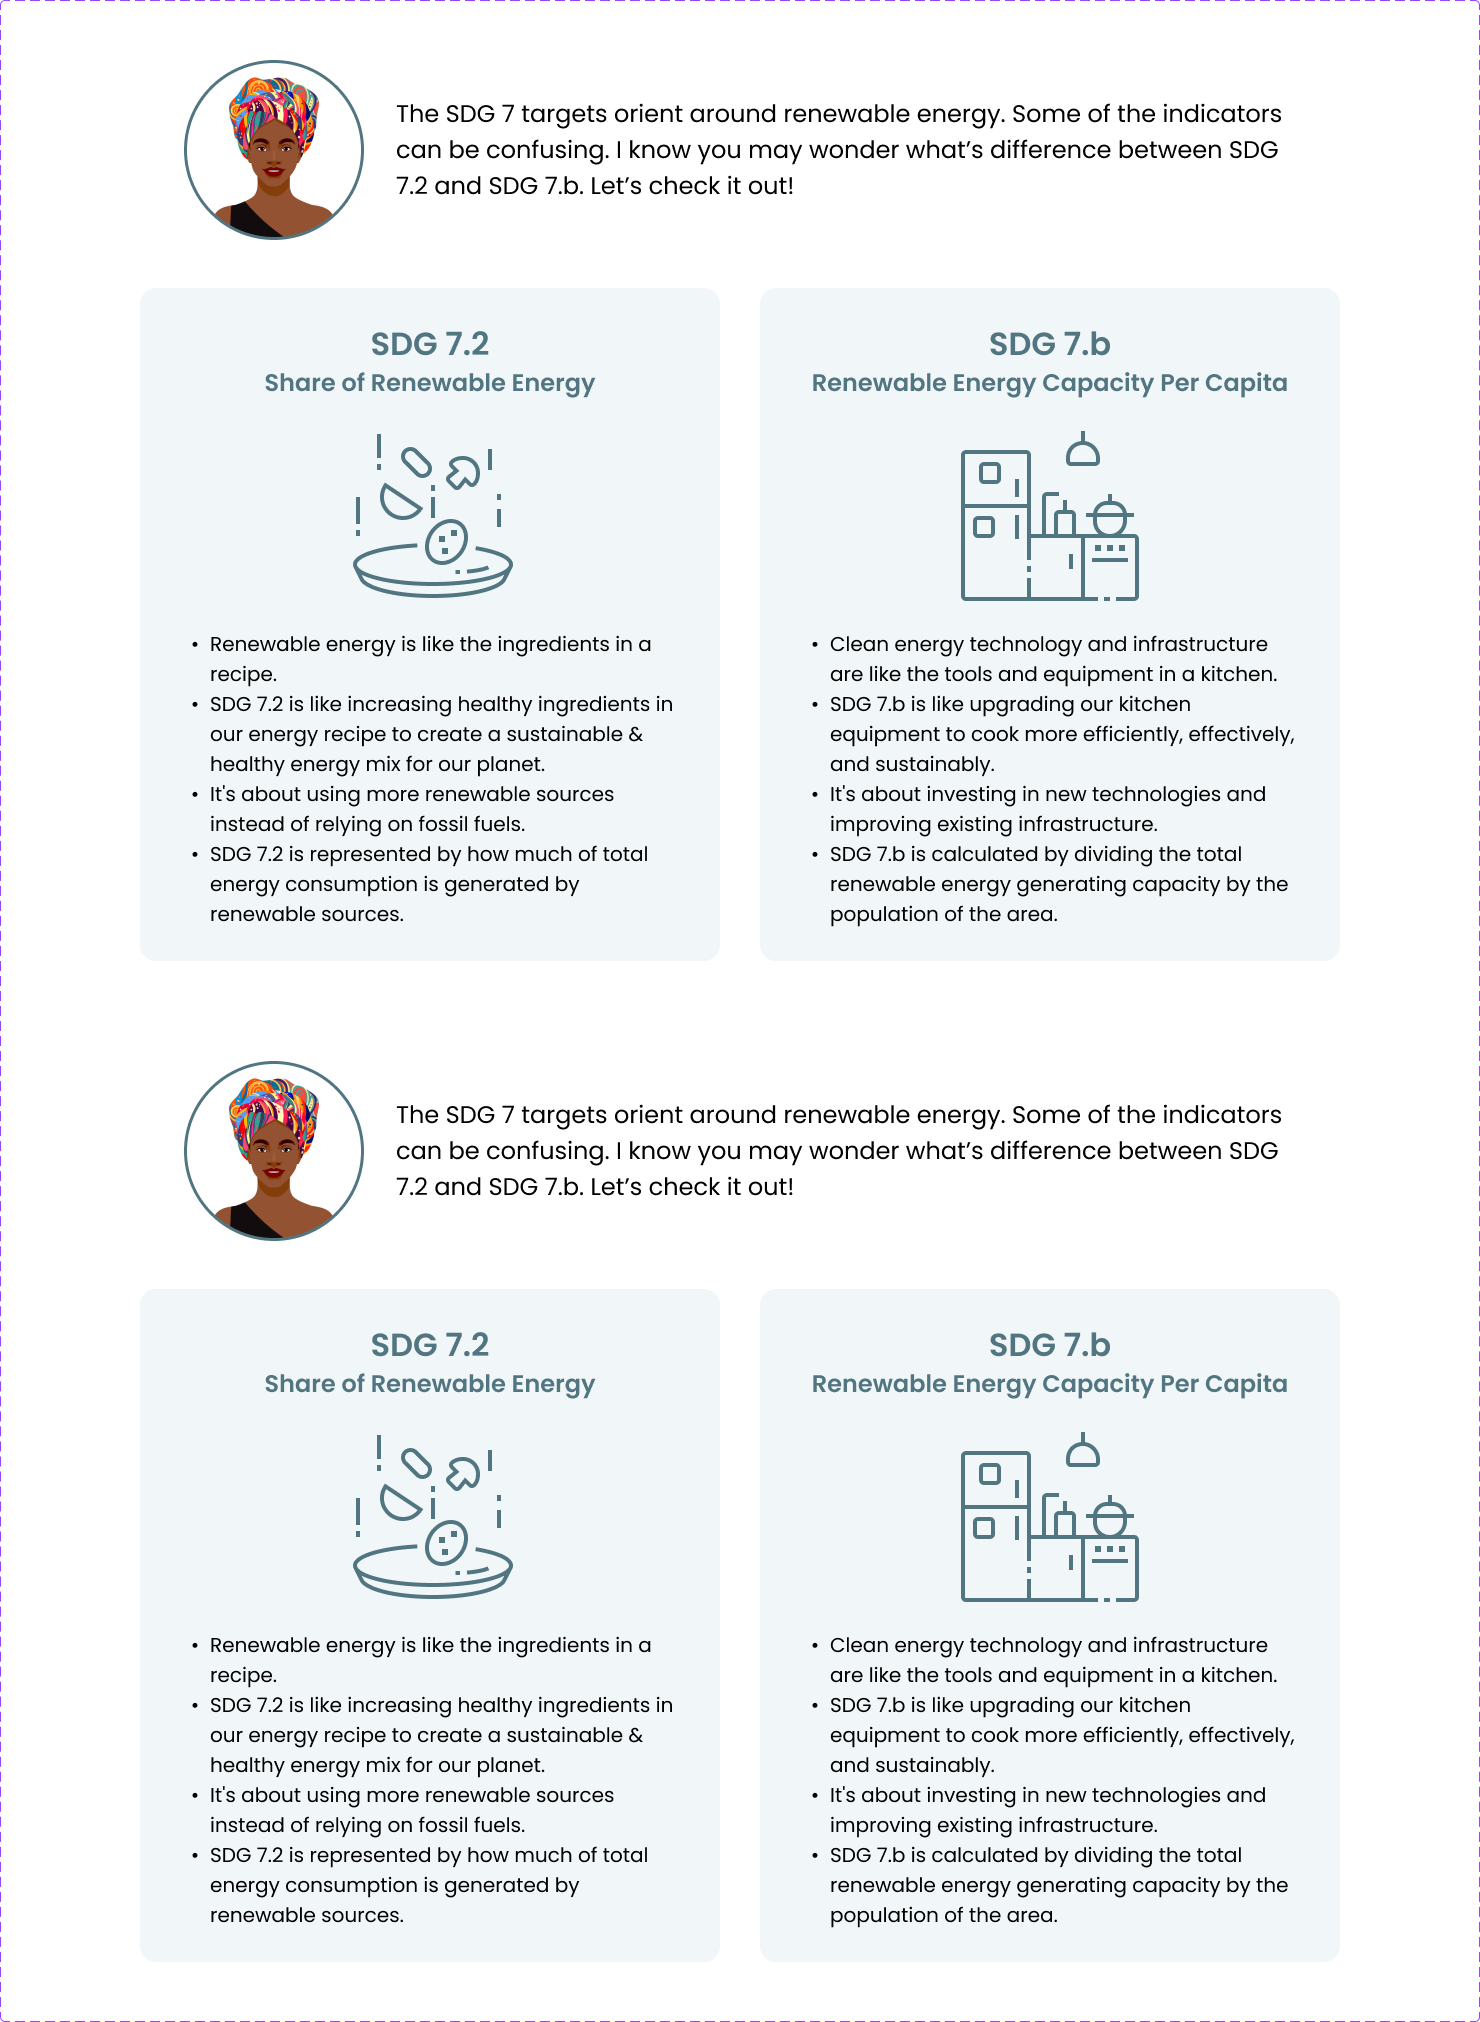 The SDG 7 targets orient around renewable energy. Some of the indicators
can be confusing. I know you may wonder what’s difference between SDG
7.2 and SDG 7.b. Let’s check it out!
SDG 7.2
Share of Renewable Energy
• Renewable energy is like the ingredients in a
recipe.
• SDG 7.2 is like increasing healthy ingredients in
our energy recipe to create a sustainable &
healthy energy mix for our planet.
• It's about using more renewable sources
instead of relying on fossil fuels.
• SDG 7.2 is represented by how much of total
energy consumption is generated by
renewable sources.
SDG 7.b
Renewable Energy Capacity Per Capita
• Clean energy technology and infrastructure
are like the tools and equipment in a kitchen.
• SDG 7.b is like upgrading our kitchen
equipment to cook more efficiently, effectively,
and sustainably.
• It's about investing in new technologies and
improving existing infrastructure.
• SDG 7.b is calculated by dividing the total
renewable energy generating capacity by the
population of the area.
The SDG 7 targets orient around renewable energy. Some of the indicators
can be confusing. I know you may wonder what’s difference between SDG
7.2 and SDG 7.b. Let’s check it out!
SDG 7.2
Share of Renewable Energy
• Renewable energy is like the ingredients in a
recipe.
• SDG 7.2 is like increasing healthy ingredients in
our energy recipe to create a sustainable &
healthy energy mix for our planet.
• It's about using more renewable sources
instead of relying on fossil fuels.
• SDG 7.2 is represented by how much of total
energy consumption is generated by
renewable sources.
SDG 7.b
Renewable Energy Capacity Per Capita
• Clean energy technology and infrastructure
are like the tools and equipment in a kitchen.
• SDG 7.b is like upgrading our kitchen
equipment to cook more efficiently, effectively,
and sustainably.
• It's about investing in new technologies and
improving existing infrastructure.
• SDG 7.b is calculated by dividing the total
renewable energy generating capacity by the
population of the area.